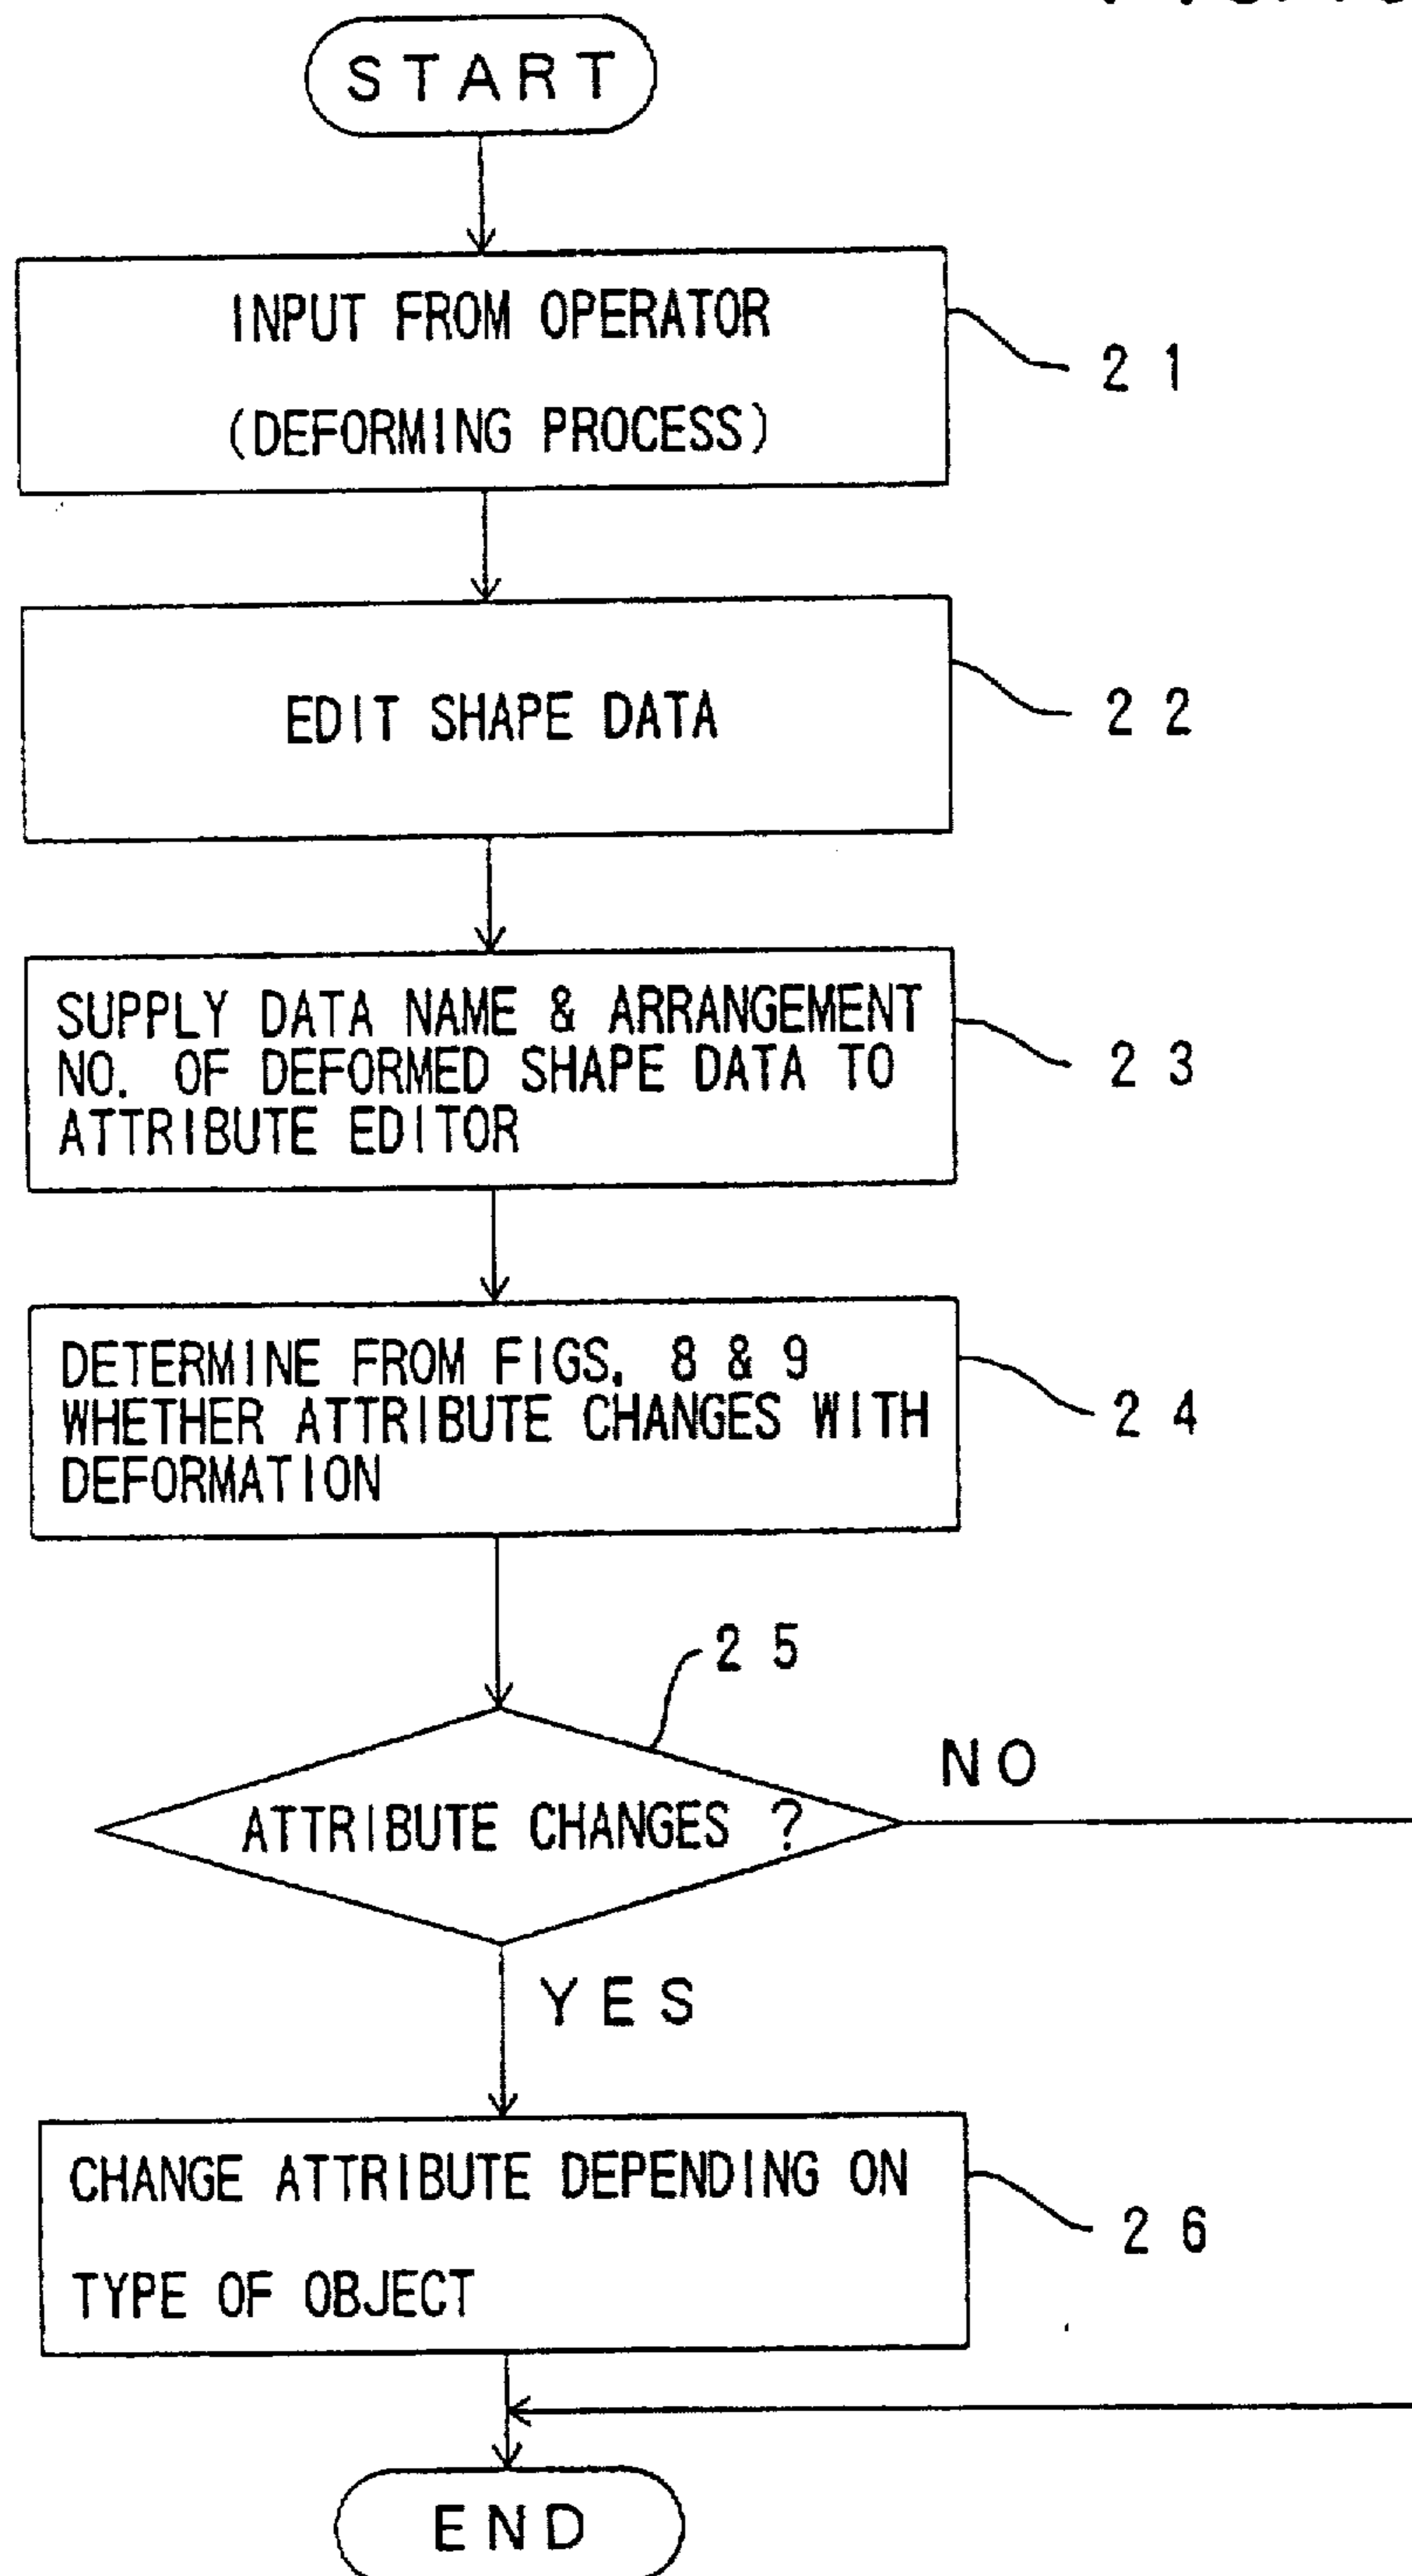 START
INPUT FROM OPERATOR
(DEFORMING PROCESS)
21
EDIT SHAPE DATA
22
SUPPLY DATA NAME & ARRANGEMENT
NO. OF DEFORMED SHAPE DATA TO
ATTRIBUTE EDITOR
23
DETERMINE FROM FIGS. 8 & 9
WHETHER ATTRIBUTE CHANGES WITH
DEFORMATION
24
25
ATTRIBUTE CHANGES ?
NO
YES
CHANGE ATTRIBUTE DEPENDING ON
TYPE OF OBJECT
26
END